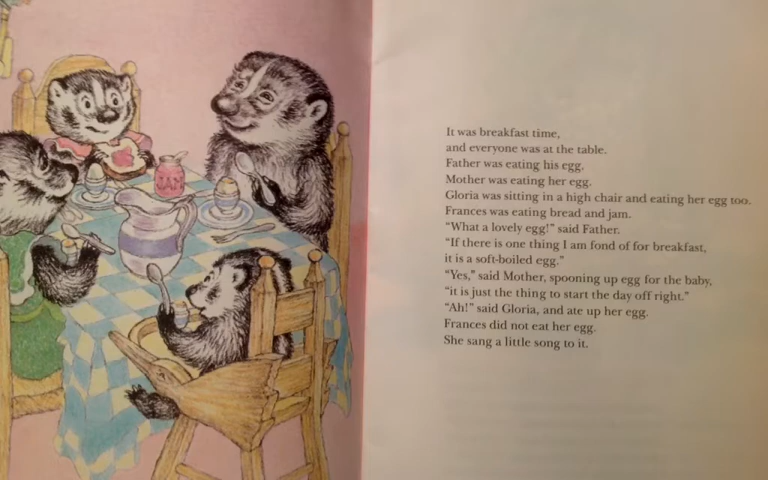 JAM
It was breakfast time,
and everyone was at the table.
Father was eating his egg.
Mother was eating her egg.
Gloria was sitting in a high chair and eating her egg too.
Frances was eating bread and jam.
“What a lovely egg!” said Father.
“If there is one thing I am fond of for breakfast,
it is a soft-boiled egg.”
“Yes,” said Mother, spooning up egg for the baby,
“it is just the thing to start the day off right.”
“Ah!” said Gloria, and ate up her egg.
Frances did not eat her egg.
She sang a little song to it.